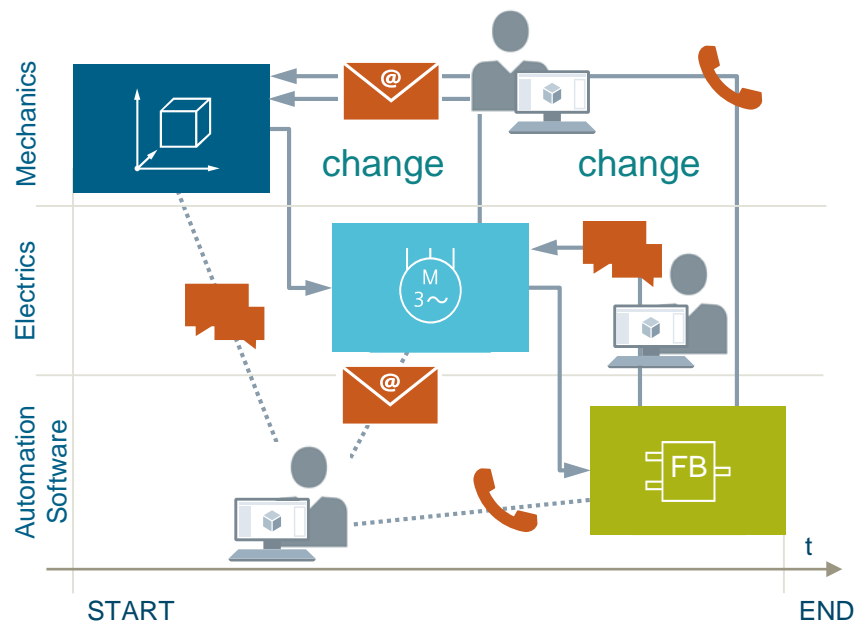 Mechanics
@
change
change
Electrics
M
3～
@
Automation
Software
FB
t
START
END